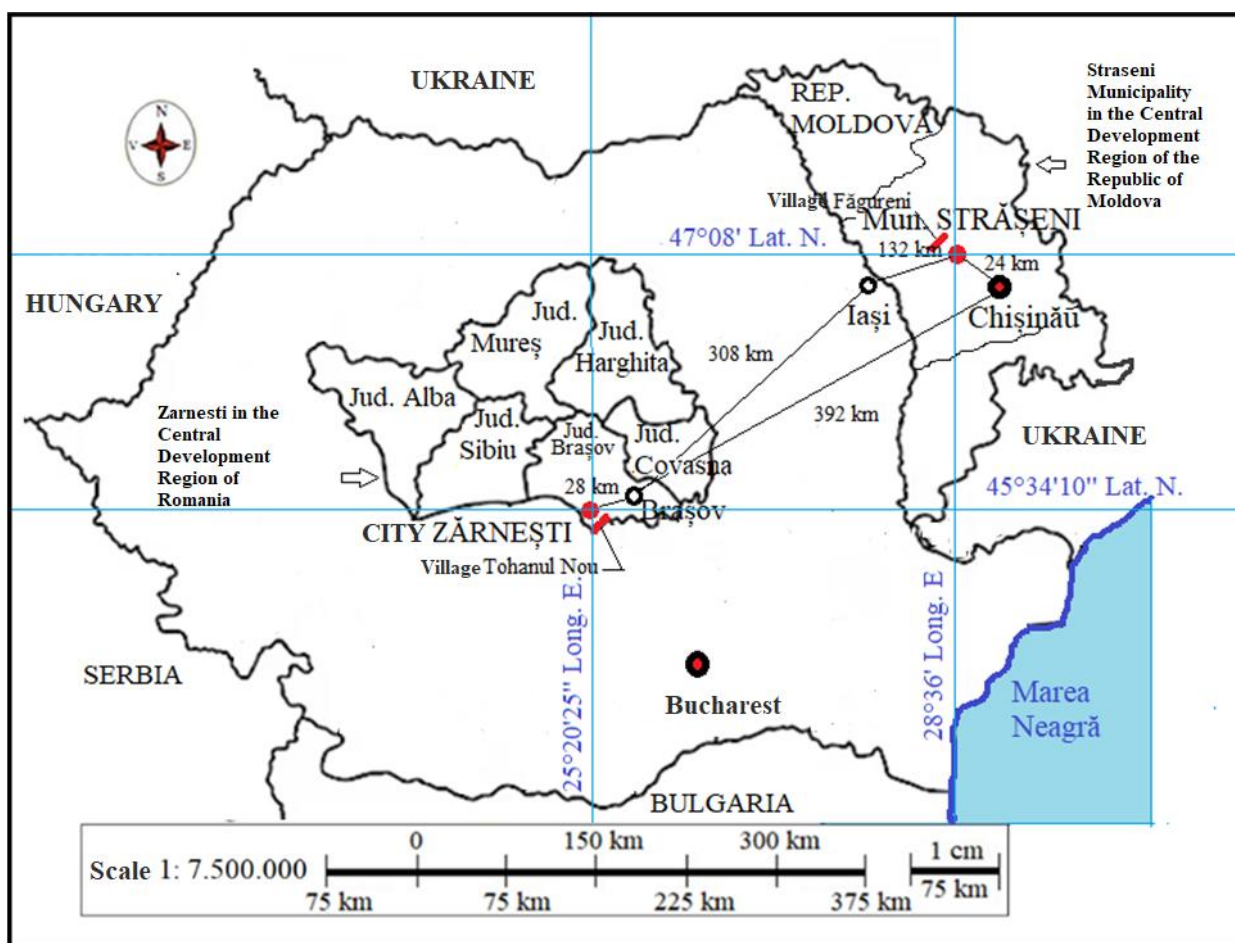 UKRAINE
REP.
MOLDOVA
Straseni
Municipality
in the Central
Development
Region of the
Republic of
Moldova
N
V
E
S
Village Făgureni
Mun. STRĂȘENI
47°08' Lat. N.
132 km
24 km
HUNGARY
Iași
Chișinău
Jud.
Mureș
Jud.
Harghita
308 km
Jud. Alba
392 km
Zarnesti in the
Central
Development
Region of
Romania
Jud.
Sibiu
Jud.
Brașov
Jud.
Covasna
UKRAINE
28 km
45°34'10" Lat. N.
Brașov
CITY ZĂRNEȘTI
Village Tohanul Nou
25°20'25" Long. E.
28°36' Long. E
SERBIA
Bucharest
Marea
Neagră
BULGARIA
0 150 km 300 km 1 cm
Scale 1: 7.500.000
75 km 75 km 225 km 375 km 75 km